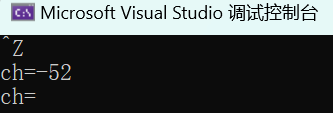 Microsoft Visual Studio 调试控制台
^Z
ch=-52
ch=